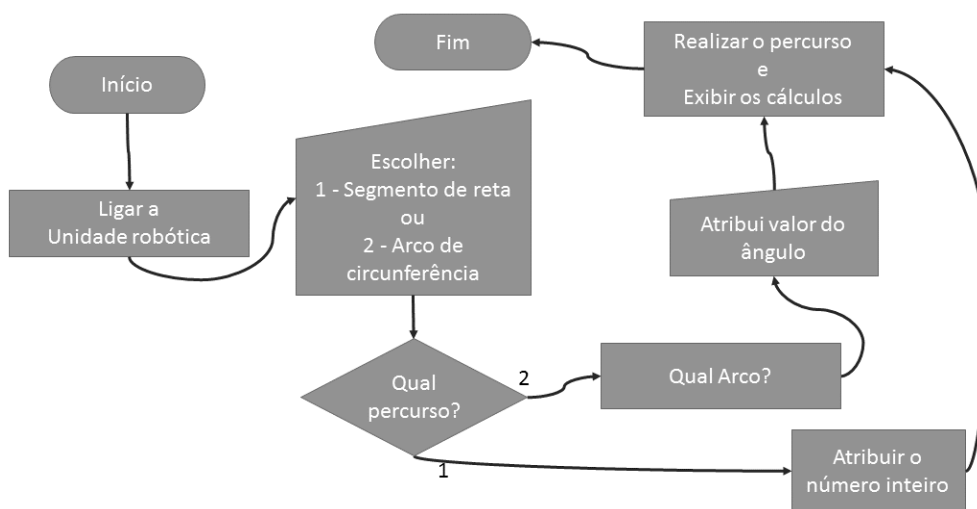 Início
Ligar a
Unidade robótica
Escolher:
1 - Segmento de reta
ou
2 - Arco de
circunferência
Qual
percurso?
2
Qual Arco?
Atribui valor do
ângulo
1
Atribuir o
número inteiro
Realizar o percurso
e
Exibir os cálculos
Fim